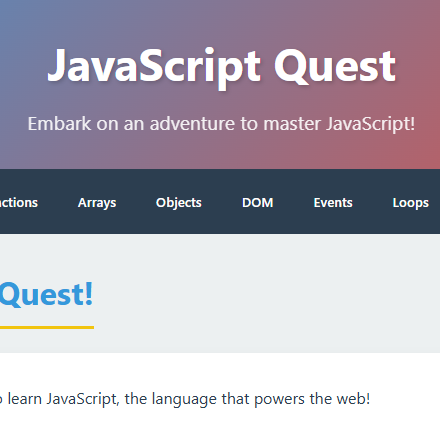 JavaScript Quest
Embark on an adventure to master JavaScript!
Arrays Objects DOM Events Loops
Quest!
learn JavaScript, the language that powers the web!